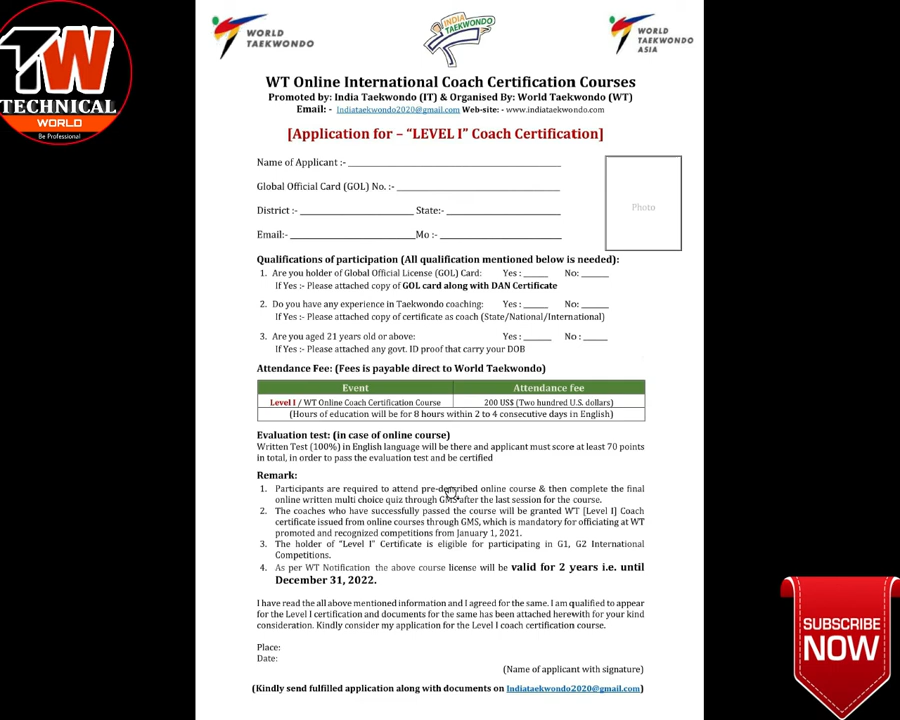 WORLD
TAEKWONDO
INDIA
TAEKWONDO
WORLD
TAEKWONDO
ASIA
TW
TECHNICAL
WORLD
Be Professional
WT Online International Coach Certification Courses
Promoted by: India Taekwondo (IT) & Organised By: World Taekwondo (WT)
Email: - Indiataekwondo2020@gmail.com Web-site: - www.indiataekwondo.com
[Application for – “LEVEL I” Coach Certification]
Name of Applicant :- ____________________
Global Official Card (GOL) No. :- ____________________
District :- ____________________ State:- ____________________
Email:- ____________________Mo :- ____________________
Photo
Qualifications of participation (All qualification mentioned below is needed):
1. Are you holder of Global Official License (GOL) Card: Yes : ______ No: ______
If Yes :- Please attached copy of GOL card along with DAN Certificate
2. Do you have any experience in Taekwondo coaching: Yes : ______ No: ______
If Yes :- Please attached copy of certificate as coach (State/National/International)
3. Are you aged 21 years old or above: Yes : ______ No : ______
If Yes :- Please attached any govt. ID proof that carry your DOB
Attendance Fee: (Fees is payable direct to World Taekwondo)
Event Attendance fee
Level I / WT Online Coach Certification Course 200 US$ (Two hundred U.S. dollars)
(Hours of education will be for 8 hours within 2 to 4 consecutive days in English)
Evaluation test: (in case of online course)
Written Test (100%) in English language will be there and applicant must score at least 70 points
in total, in order to pass the evaluation test and be certified
Remark:
1. Participants are required to attend pre-described online course & then complete the final
online written multi choice quiz through GMS after the last session for the course.
2. The coaches who have successfully passed the course will be granted WT [Level I] Coach
certificate issued from online courses through GMS, which is mandatory for officiating at WT
promoted and recognized competitions from January 1, 2021.
3. The holder of “Level I” Certificate is eligible for participating in G1, G2 International
Competitions.
4. As per WT Notification the above course license will be valid for 2 years i.e. until
December 31, 2022.
I have read the all above mentioned information and I agreed for the same. I am qualified to appear
for the Level I certification and documents for the same has been attached herewith for your kind
consideration. Kindly consider my application for the Level I coach certification course.
Place:
Date:
(Name of applicant with signature)
(Kindly send fulfilled application along with documents on Indiataekwondo2020@gmail.com)
SUBSCRIBE
NOW